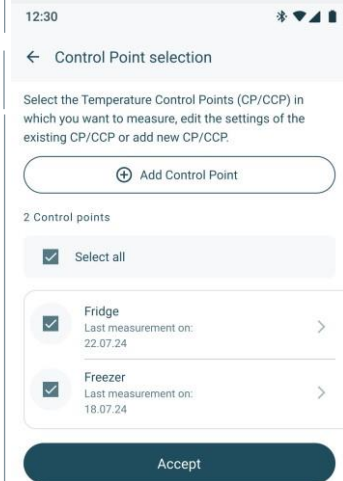 12:30
Control Point selection
Select the Temperature Control Points (CP/CCP) in
which you want to measure, edit the settings of the
existing CP/CCP or add new CP/CCP.
Add Control Point
2 Control points
Select all
Fridge
Last measurement on:
22.07.24
Freezer
Last measurement on:
18.07.24
Accept